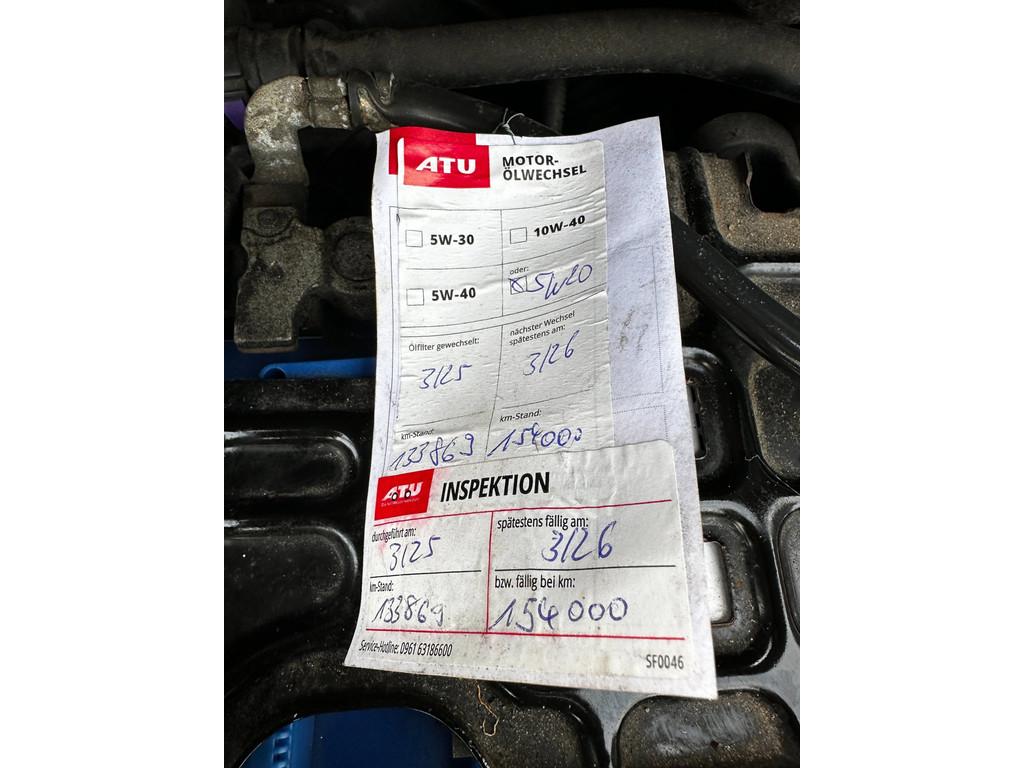 ATU MOTOR-
ÖLWECHSEL
5W-30
10W-40
5W-40
oder:
5W20
Ölfilter gewechselt:
3/25
nächster Wechsel
spätestens am:
3/26
km-Stand:
133869
km-Stand:
154000
ATU INSPEKTION
durchgeführt am:
3/25
spätestens fällig am:
3/26
km-Stand:
133869
bzw. fällig bei km:
154000
Service-Hotline: 0961 63186600
SF0046